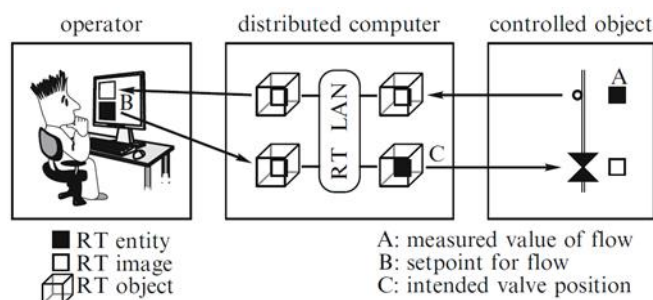 operator
distributed computer
controlled object
A
B
RT LAN
C
RT entity
RT image
RT object
A: measured value of flow
B: setpoint for flow
C: intended valve position